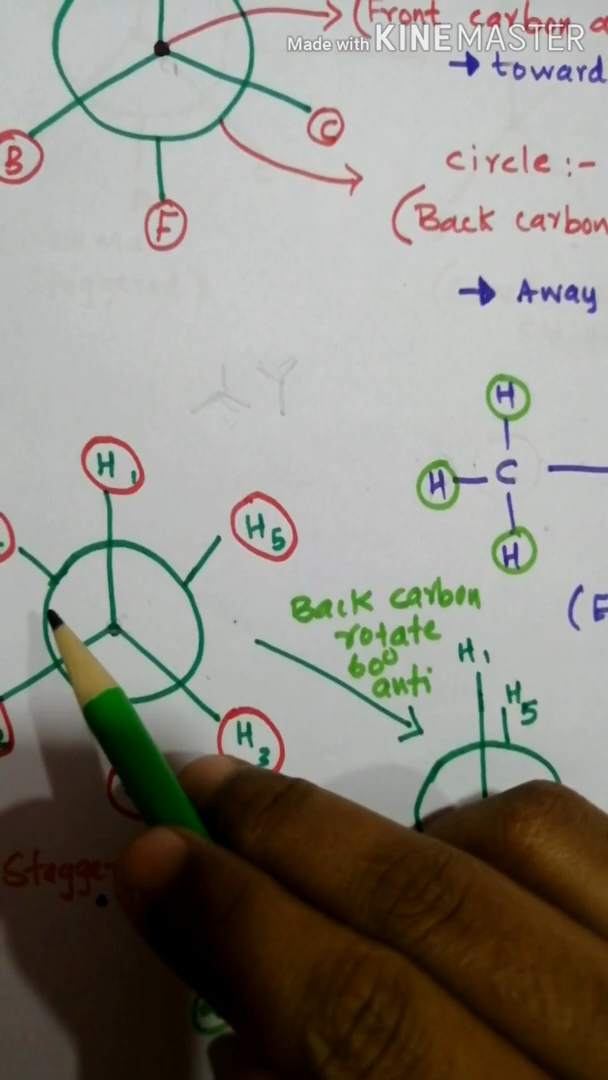 (Front carbon a
Made with KINEMASTER
→ toward
C
B
F
circle :-
(Back carbon
→ Away
H
H1
H5
H-C
H
Back carbon
rotate
60°
anti
H1
H5
H3